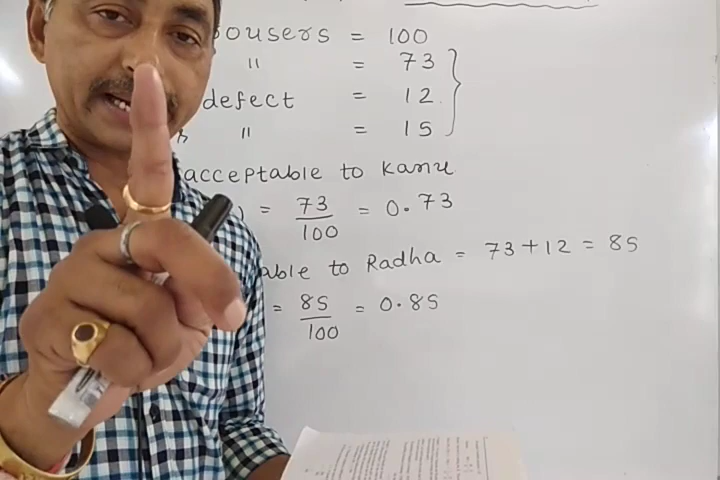 ousers = 100
" = 73
defect = 12
" = 15
acceptable to Kanu
) = 73/100 = 0.73
able to Radha = 73+12 = 85
= 85/100 = 0.85